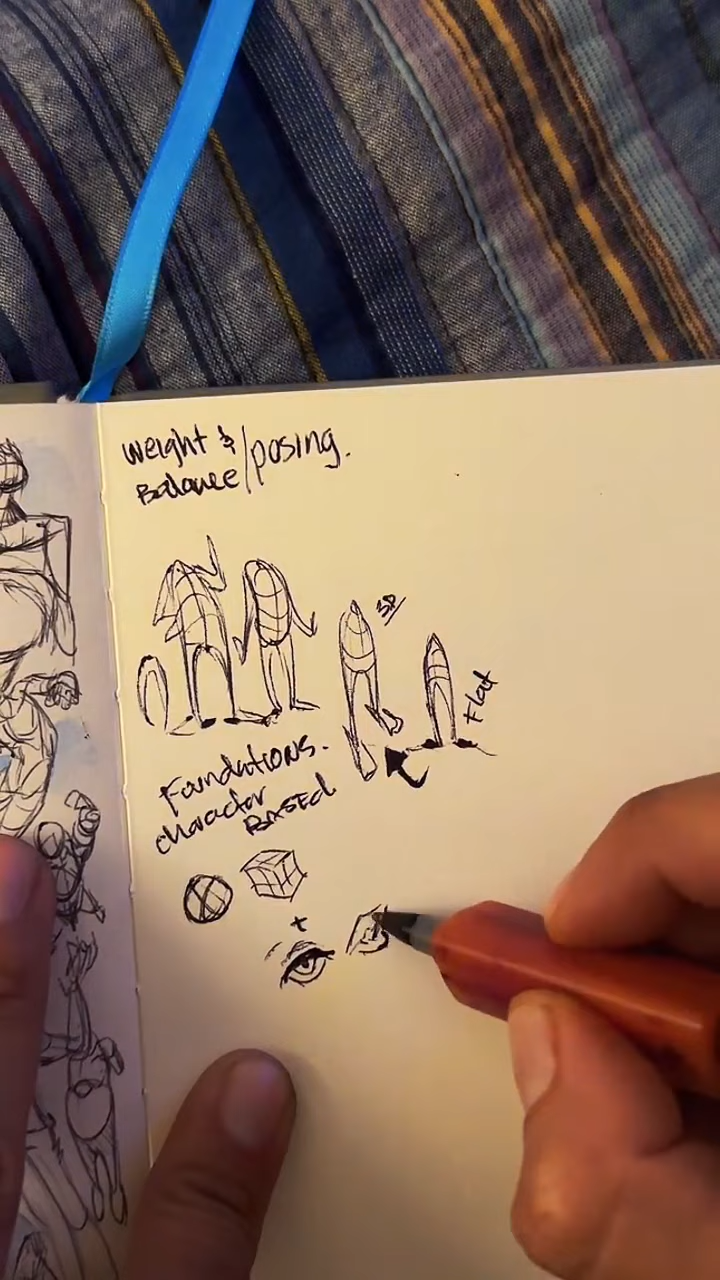 weight &
Balance/posing.
3D
Flat
Foundations.
character
BASEd
+